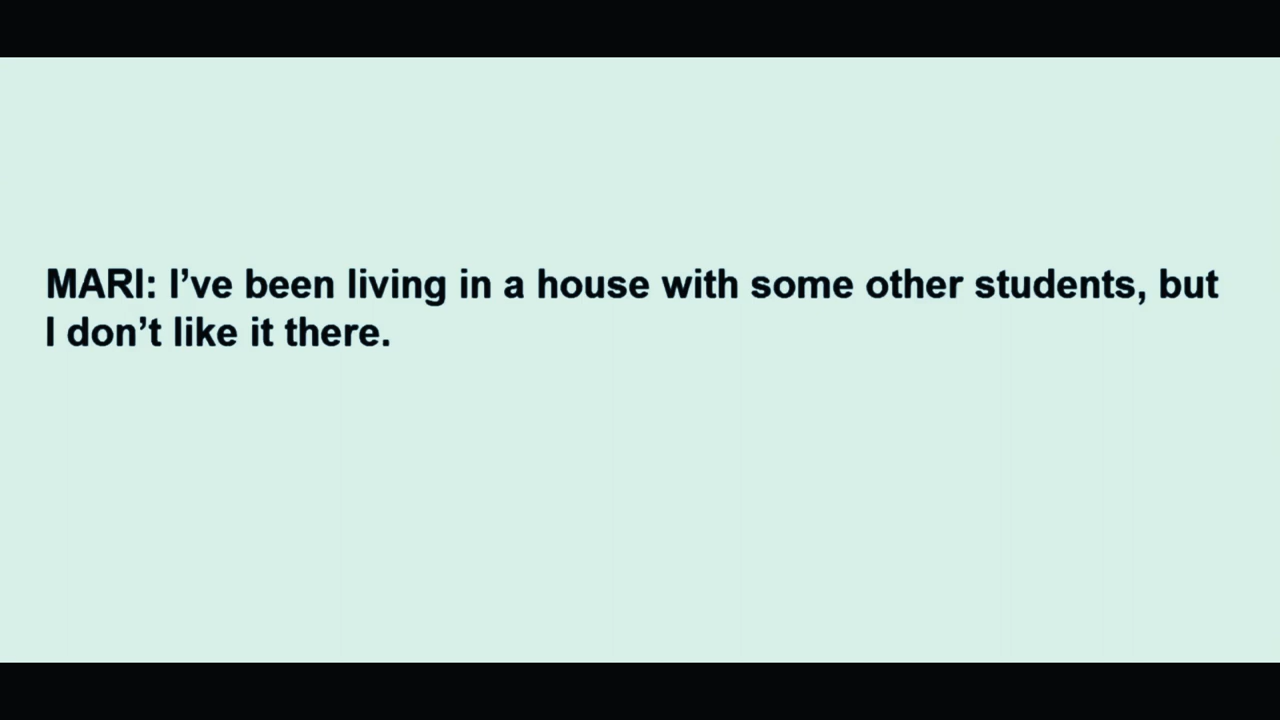 MARI: I’ve been living in a house with some other students, but
I don’t like it there.